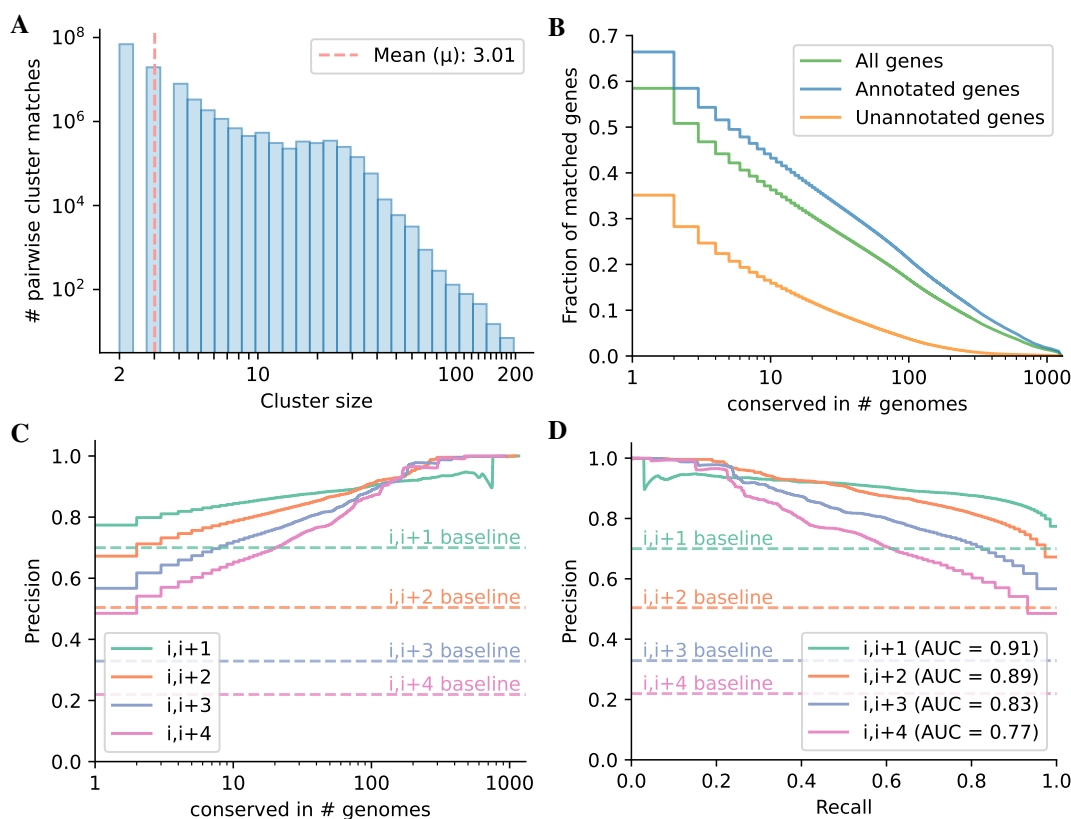 A
10^8
10^6
10^4
10^2
# pairwise cluster matches
Mean (μ): 3.01
2
10
100
200
Cluster size
B
0.7
0.6
0.5
0.4
0.3
0.2
0.1
0.0
Fraction of matched genes
All genes
Annotated genes
Unannotated genes
1
10
100
1000
conserved in # genomes
C
1.0
0.8
0.6
0.4
0.2
0.0
Precision
i,i+1 baseline
i,i+2 baseline
i,i+3 baseline
i,i+4 baseline
i,i+1
i,i+2
i,i+3
i,i+4
1
10
100
1000
conserved in # genomes
D
1.0
0.8
0.6
0.4
0.2
0.0
Precision
i,i+1 baseline
i,i+2 baseline
i,i+3 baseline
i,i+4 baseline
i,i+1 (AUC = 0.91)
i,i+2 (AUC = 0.89)
i,i+3 (AUC = 0.83)
i,i+4 (AUC = 0.77)
0.0
0.2
0.4
0.6
0.8
1.0
Recall